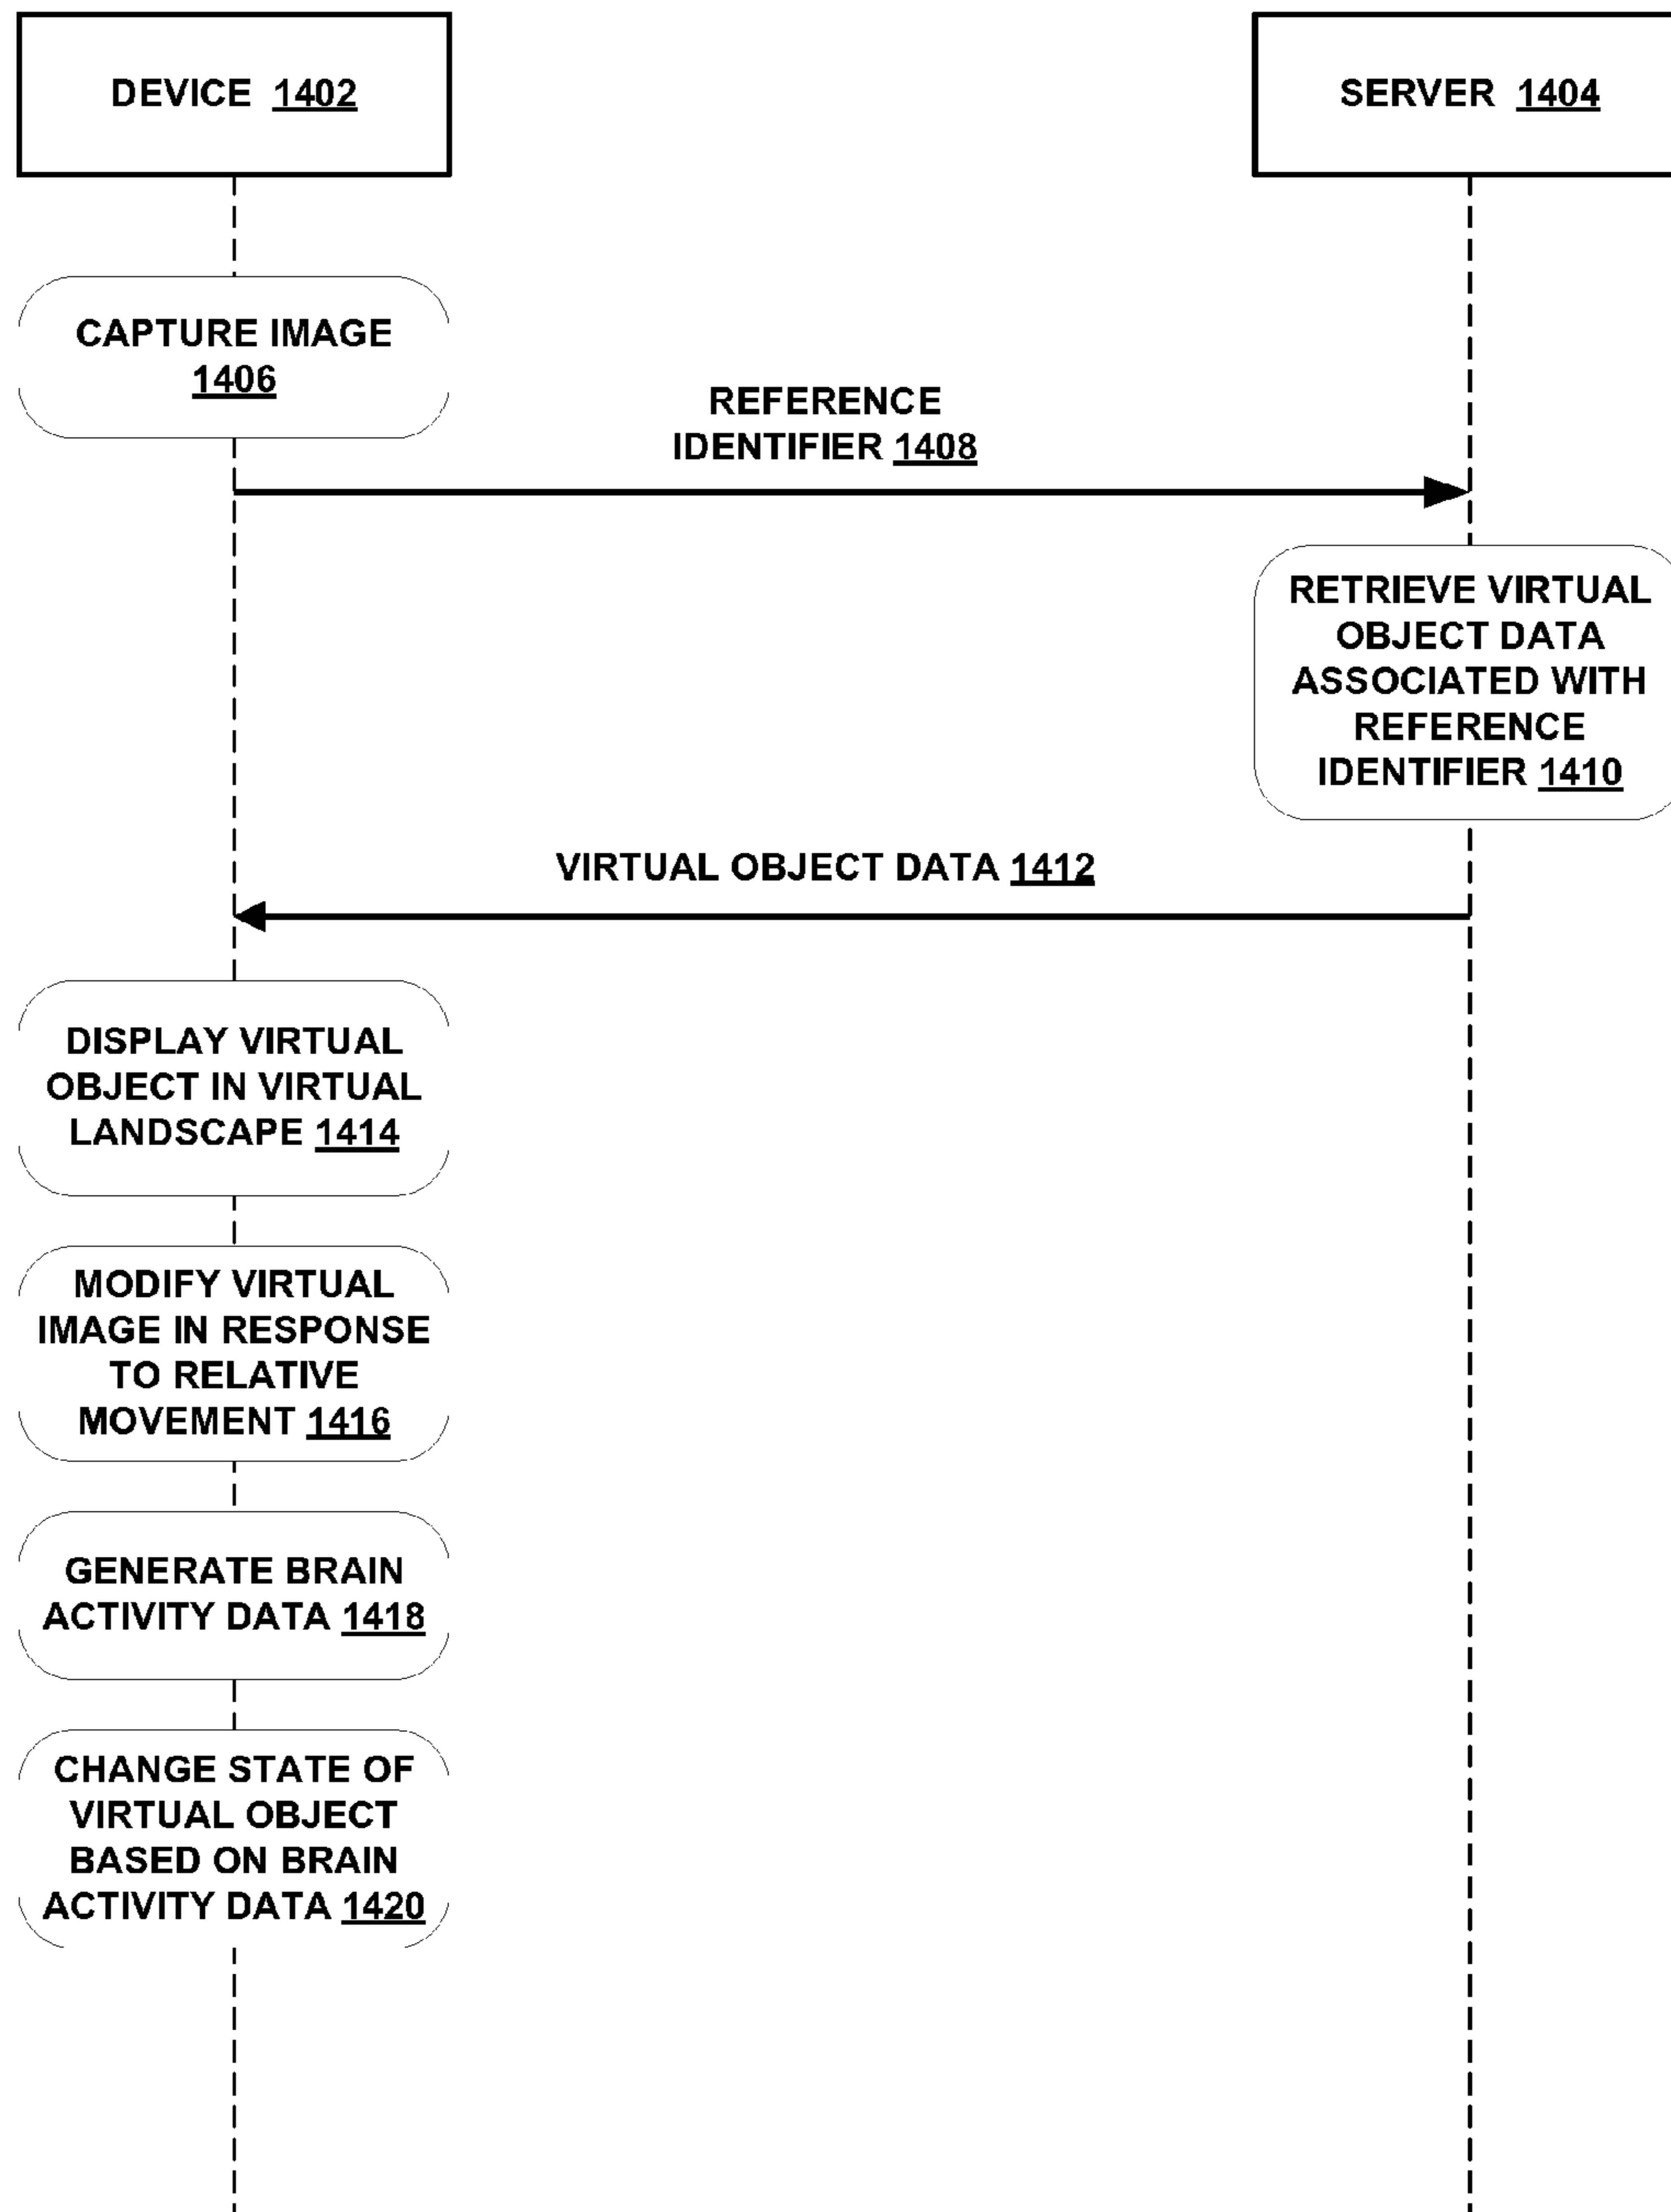 DEVICE 1402
SERVER 1404
CAPTURE IMAGE
1406
REFERENCE
IDENTIFIER 1408
RETRIEVE VIRTUAL
OBJECT DATA
ASSOCIATED WITH
REFERENCE
IDENTIFIER 1410
VIRTUAL OBJECT DATA 1412
DISPLAY VIRTUAL
OBJECT IN VIRTUAL
LANDSCAPE 1414
MODIFY VIRTUAL
IMAGE IN RESPONSE
TO RELATIVE
MOVEMENT 1416
GENERATE BRAIN
ACTIVITY DATA 1418
CHANGE STATE OF
VIRTUAL OBJECT
BASED ON BRAIN
ACTIVITY DATA 1420